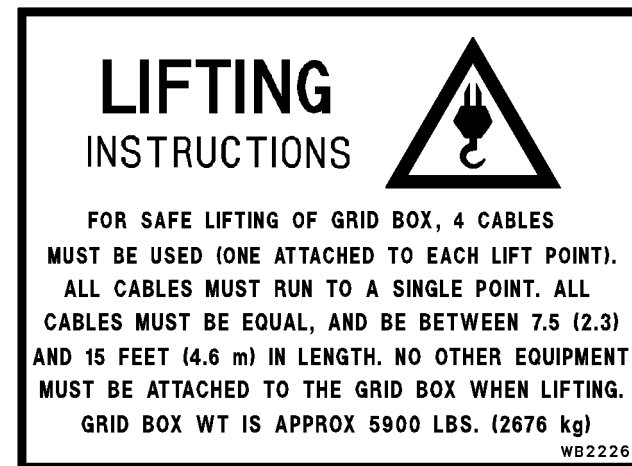 LIFTING
INSTRUCTIONS
FOR SAFE LIFTING OF GRID BOX, 4 CABLES
MUST BE USED (ONE ATTACHED TO EACH LIFT POINT).
ALL CABLES MUST RUN TO A SINGLE POINT. ALL
CABLES MUST BE EQUAL, AND BE BETWEEN 7.5 (2.3)
AND 15 FEET (4.6 m) IN LENGTH. NO OTHER EQUIPMENT
MUST BE ATTACHED TO THE GRID BOX WHEN LIFTING.
GRID BOX WT IS APPROX 5900 LBS. (2676 kg)
WB2226